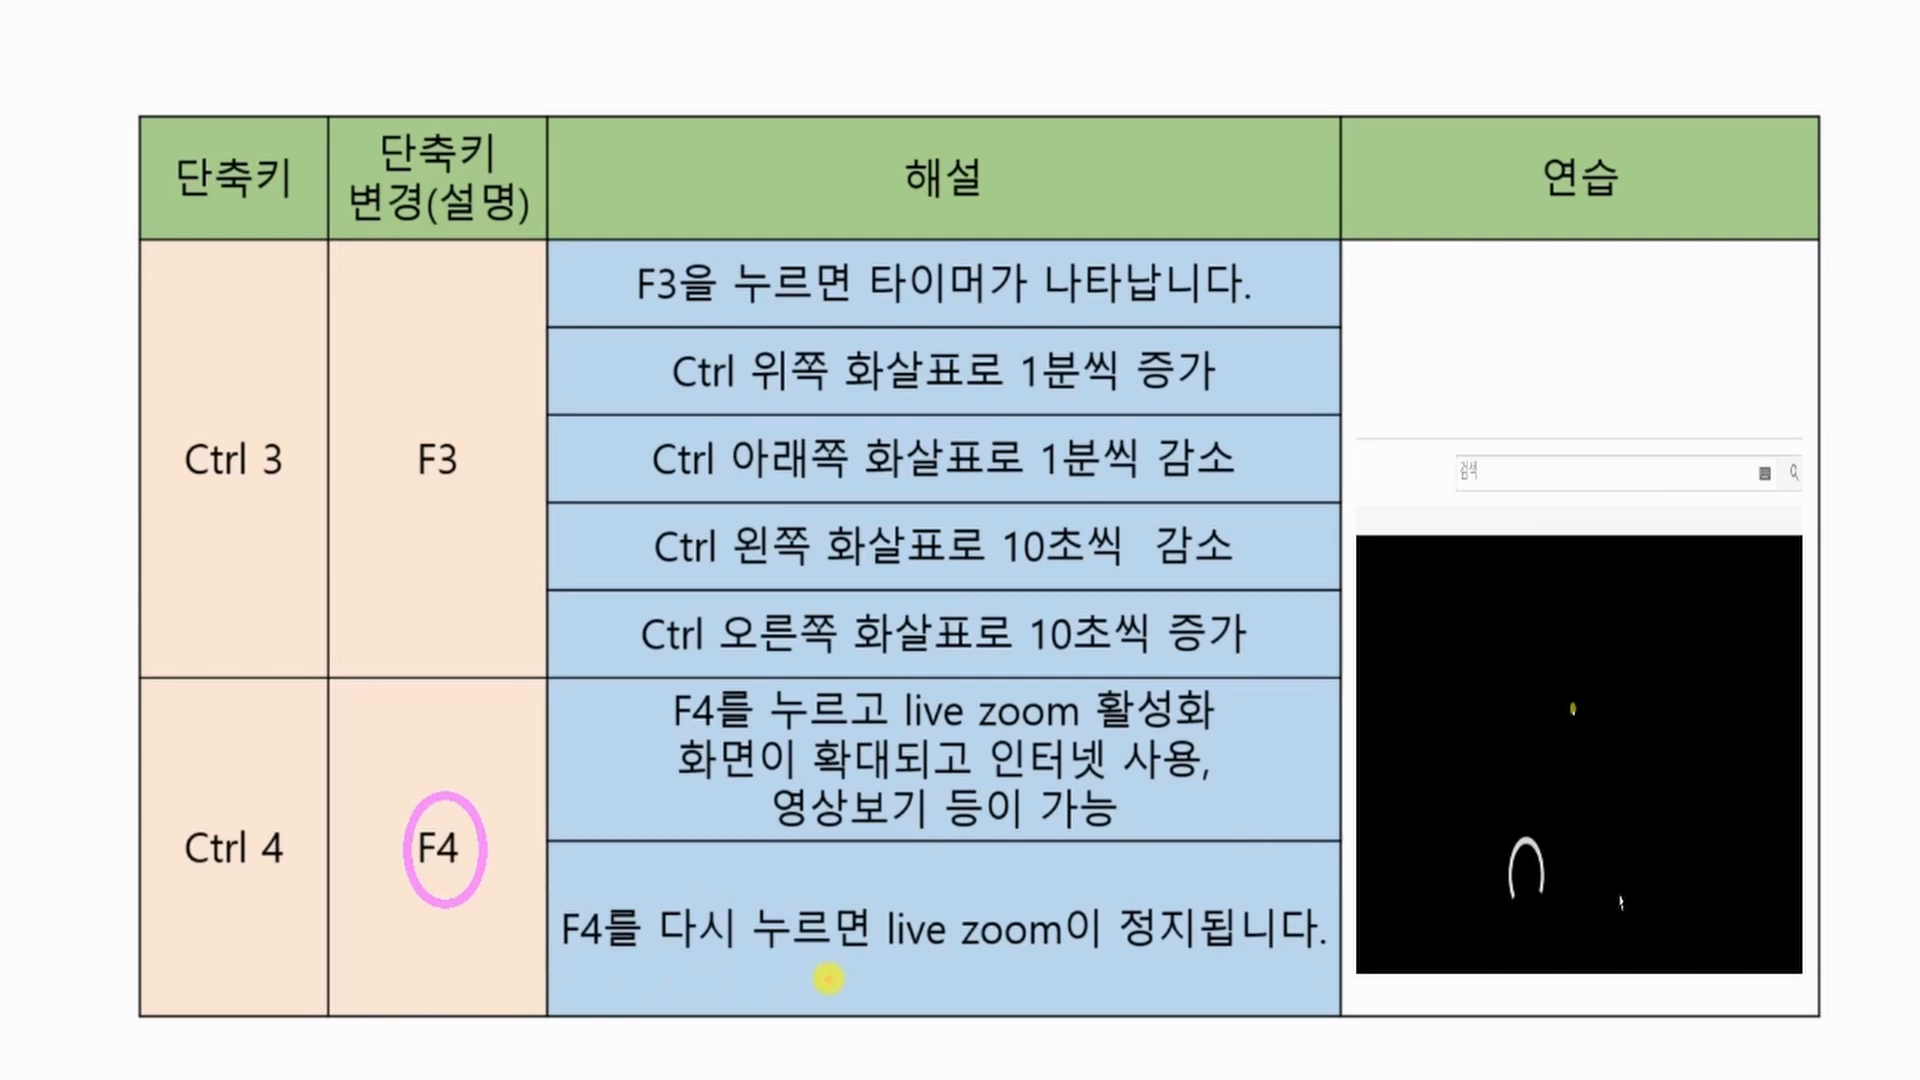 단축키
단축키
변경(설명)
해설
연습
Ctrl 3
F3
F3을 누르면 타이머가 나타납니다.
Ctrl 위쪽 화살표로 1분씩 증가
Ctrl 아래쪽 화살표로 1분씩 감소
Ctrl 왼쪽 화살표로 10초씩 감소
Ctrl 오른쪽 화살표로 10초씩 증가
검색
Ctrl 4
F4
F4를 누르고 live zoom 활성화
화면이 확대되고 인터넷 사용,
영상보기 등이 가능
F4를 다시 누르면 live zoom이 정지됩니다.